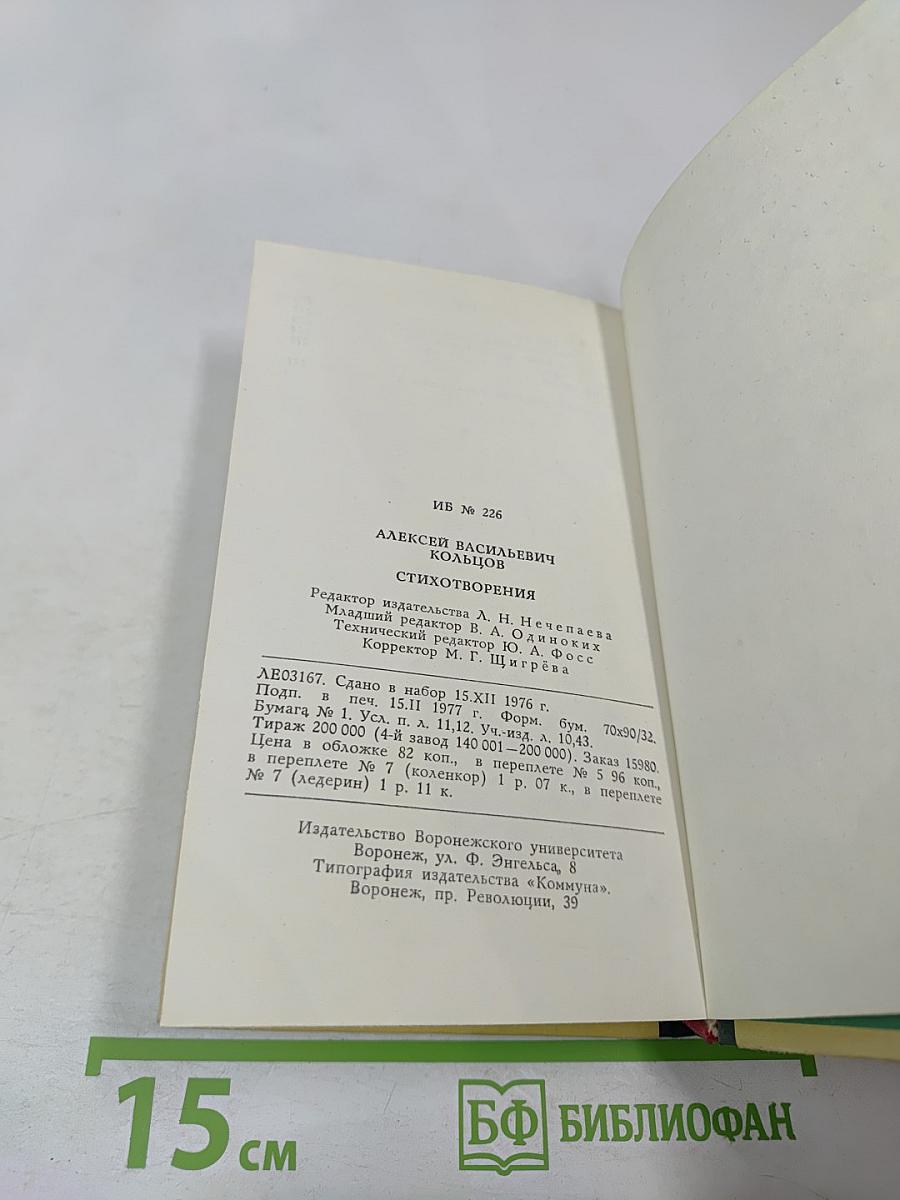 ИБ № 226
АЛЕКСЕЙ ВАСИЛЬЕВИЧ
КОЛЬЦОВ
СТИХОТВОРЕНИЯ
Редактор издательства Л. Н. Нечепаева
Младший редактор В. А. Одиноких
Технический редактор Ю. А. Фосс
Корректор М. Г. Щигрёва
ЛЕ03167. Сдано в набор 15.XII 1976 г.
Подп. в печ. 15.II 1977 г. Форм. бум. 70х90/32.
Бумага № 1. Усл. п. л. 11,12. Уч.-изд. л. 10,43.
Тираж 200 000 (4-й завод 140 001—200 000). Заказ 15980.
Цена в обложке 82 коп., в переплете № 5 96 коп.,
в переплете № 7 (коленкор) 1 р. 07 к., в переплете
№ 7 (ледерин) 1 р. 11 к.
Издательство Воронежского университета
Воронеж, ул. Ф. Энгельса, 8
Типография издательства «Коммуна».
Воронеж, пр. Революции, 39
15 см
БФ БИБЛИОФАН